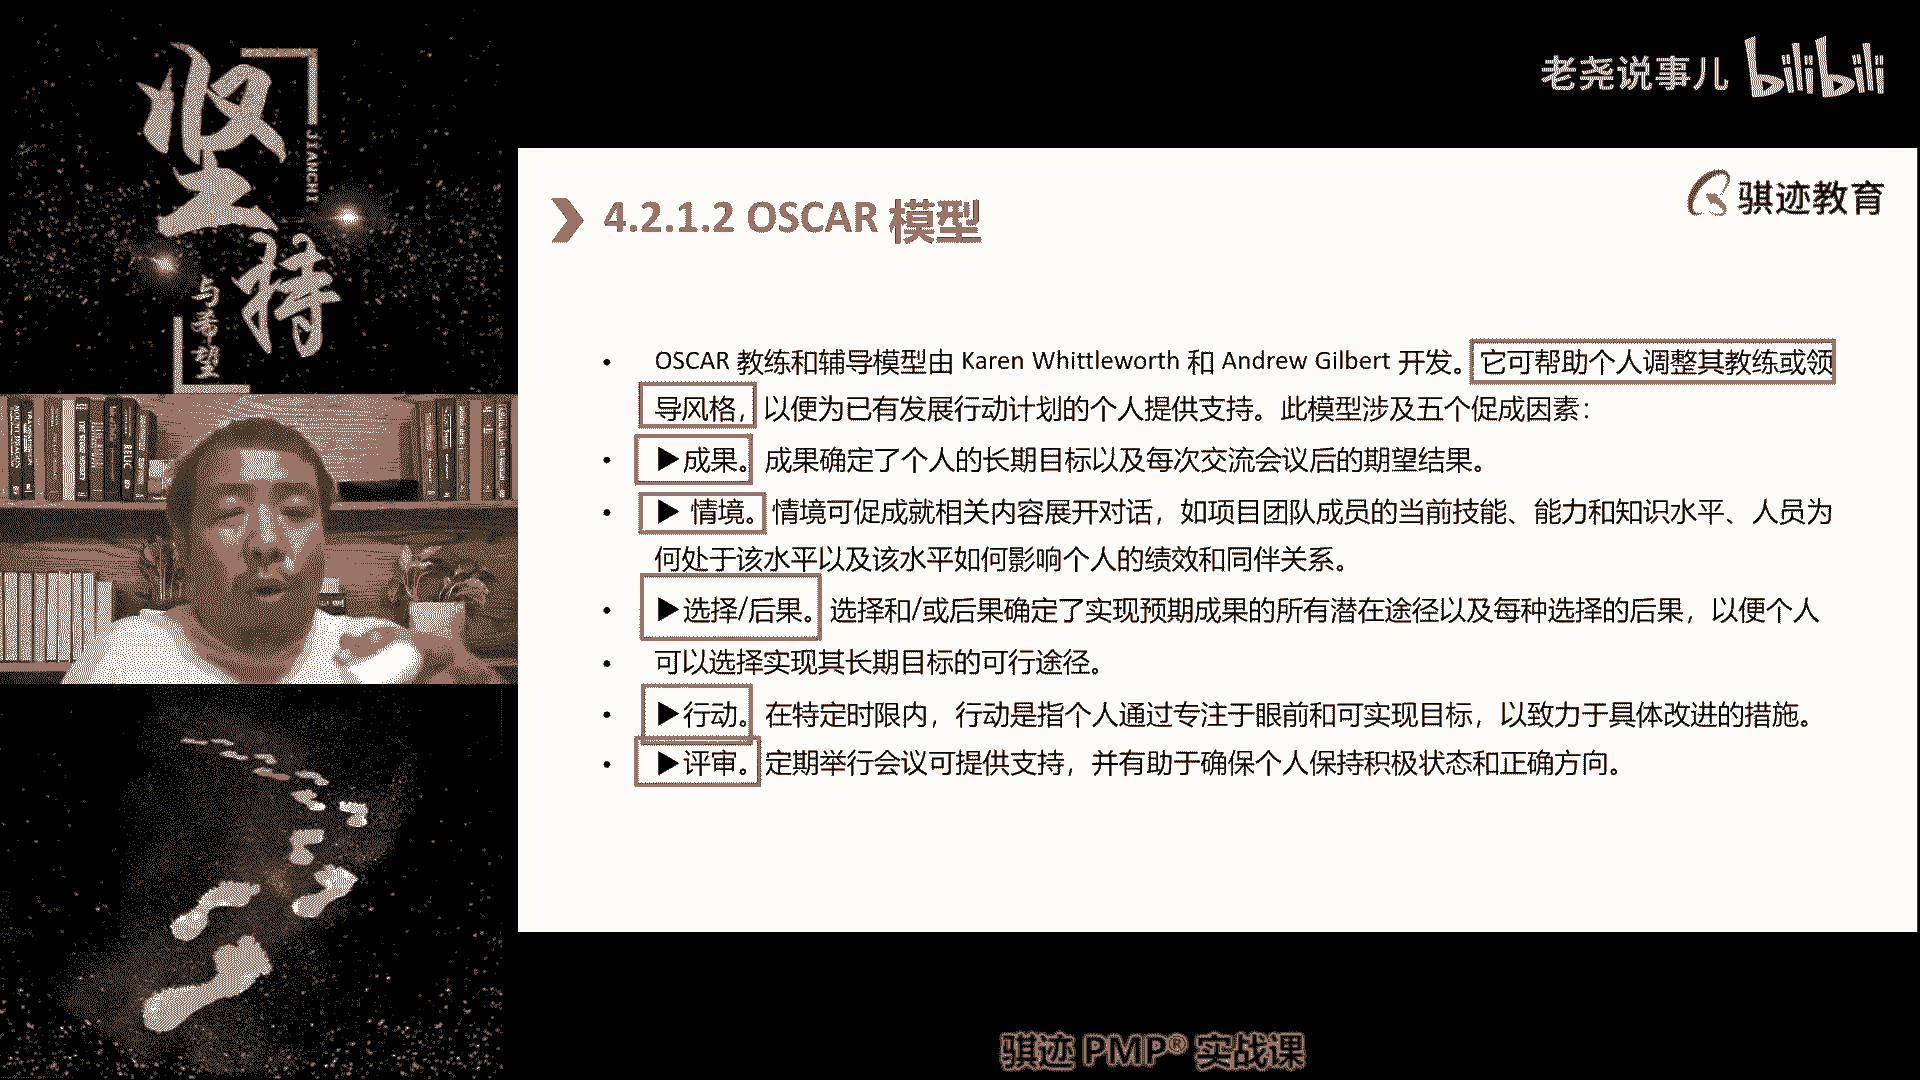 坚持
JIANCHI
与希望
老尧说事儿 bilibili
骐迹教育
4.2.1.2 OSCAR 模型
• OSCAR 教练和辅导模型由 Karen Whittleworth 和 Andrew Gilbert 开发。它可帮助个人调整其教练或领
导风格，以便为已有发展行动计划的个人提供支持。此模型涉及五个促成因素：
• ▶成果。成果确定了个人的长期目标以及每次交流会议后的期望结果。
• ▶ 情境。情境可促成就相关内容展开对话，如项目团队成员的当前技能、能力和知识水平、人员为
何处于该水平以及该水平如何影响个人的绩效和同伴关系。
• ▶选择/后果。选择和/或后果确定了实现预期成果的所有潜在途径以及每种选择的后果，以便个人
• 可以选择实现其长期目标的可行途径。
• ▶行动。在特定时限内，行动是指个人通过专注于眼前和可实现目标，以致力于具体改进的措施。
• ▶评审。定期举行会议可提供支持，并有助于确保个人保持积极状态和正确方向。
骐迹 PMP® 实战课